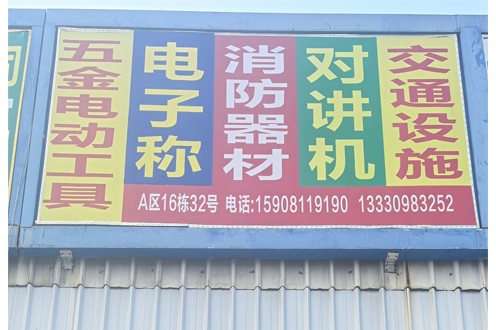 五金电动工具
电子称
消防器材
对讲机
交通设施
A区16栋32号 电话:15908119190 13330983252